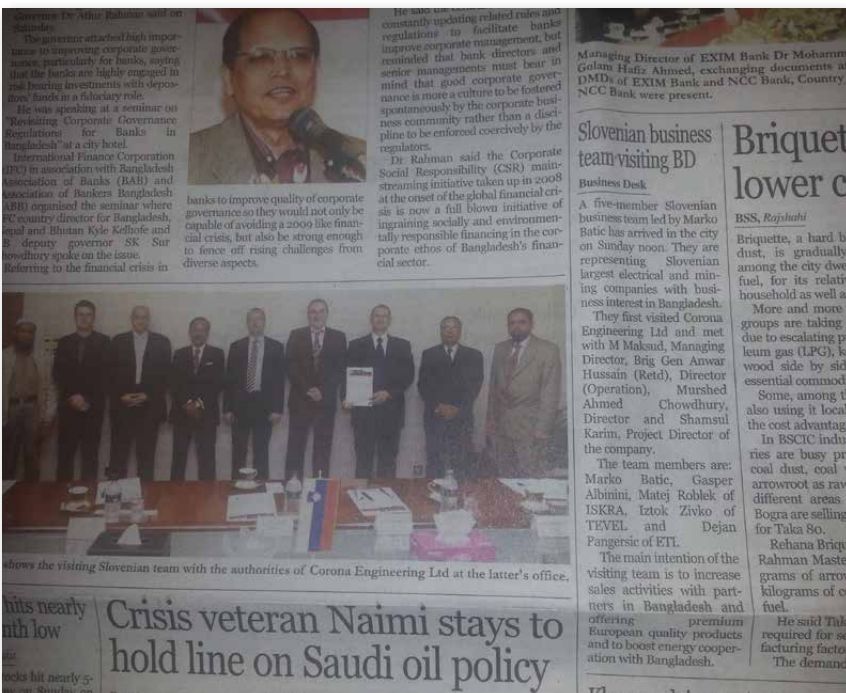 Governor Dr Atiur Rahman said on
Saturday.
The governor attached high impor-
tance to improving corporate gover-
nance, particularly for banks, saying
that the banks are highly engaged in
risk bearing investments with deposi-
tors' funds in a fiduciary role.
He was speaking at a seminar on
"Revisiting Corporate Governance
Regulations for Banks in
Bangladesh" at a city hotel.
International Finance Corporation
(IFC) in association with Bangladesh
Association of Banks (BAB) and
Association of Bankers Bangladesh
(ABB) organised the seminar where
IFC country director for Bangladesh,
Nepal and Bhutan Kyle Kelhofe and
BB deputy governor SK Sur
Chowdhury spoke on the issue.
Referring to the financial crisis in
banks to improve quality of corporate
governance so they would not only be
capable of avoiding a 2009 like finan-
cial crisis, but also be strong enough
to fence off rising challenges from
diverse aspects.
He said the
constantly updating related rules and
regulations to facilitate banks
improve corporate management, but
reminded that bank directors and
senior managements must bear in
mind that good corporate gover-
nance is more a culture to be fostered
spontaneously by the corporate busi-
ness community rather than a disci-
pline to be enforced coercively by the
regulators.
Dr Rahman said the Corporate
Social Responsibility (CSR) main-
streaming initiative taken up in 2008
at the onset of the global financial cri-
sis is now a full blown initiative of
ingraining socially and environmen-
tally responsible financing in the cor-
porate ethos of Bangladesh's finan-
cial sector.
shows the visiting Slovenian team with the authorities of Corona Engineering Ltd at the latter's office.
hits nearly
nth low
ocks hit nearly 5-
Crisis veteran Naimi stays to
hold line on Saudi oil policy
Managing Director of EXIM Bank Dr Mohamm
Golam Hafiz Ahmed, exchanging documents a
DMDs of EXIM Bank and NCC Bank, Country
NCC Bank were present.
Slovenian business
team visiting BD
Business Desk
A five-member Slovenian
business team led by Marko
Batic has arrived in the city
on Sunday noon. They are
representing Slovenian
largest electrical and min-
ing companies with busi-
ness interest in Bangladesh.
They first visited Corona
Engineering Ltd and met
with M Maksud, Managing
Director, Brig Gen Anwar
Hussain (Retd), Director
(Operation), Murshed
Ahmed Chowdhury,
Director and Shamsul
Karim, Project Director of
the company.
The team members are:
Marko Batic, Gasper
Albinini, Matej Roblek of
ISKRA, Iztok Zivko of
TEVEL and Dejan
Pangersic of ETI.
The main intention of the
visiting team is to increase
sales activities with part-
ners in Bangladesh and
offering premium
European quality products
and to boost energy cooper-
ation with Bangladesh.
Briquet
lower c
BSS, Rajshahi
Briquette, a hard b
dust, is gradually
among the city dwe
fuel, for its relati
household as well a
More and more
groups are taking
due to escalating p
leum gas (LPG), k
wood side by sid
essential commod
Some, among t
also using it local
the cost advantag
In BSCIC indu
ries are busy pr
coal dust, coal
arrowroot as raw
different areas
Bogra are selling
for Taka 80.
Rehana Briqu
Rahman Maste
grams of arrow
kilograms of c
fuel.
He said Tak
required for se
facturing facto
The demand